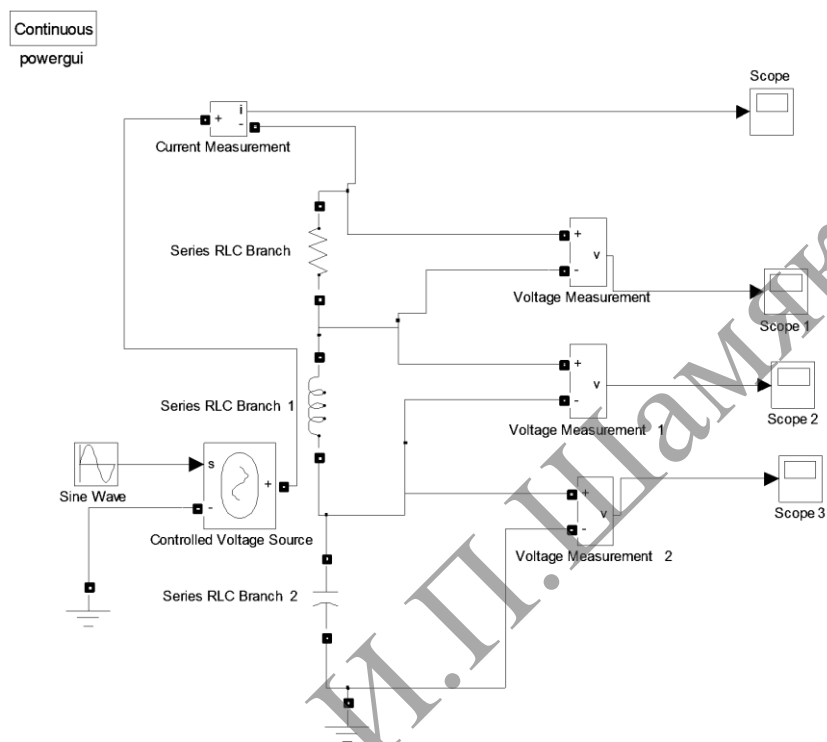 Continuous
powergui
Scope
+
i
-
Current Measurement
Series RLC Branch
+
-
v
Voltage Measurement
Scope 1
Series RLC Branch 1
+
-
v
Voltage Measurement 1
Scope 2
Sine Wave
s
-
+
Controlled Voltage Source
+
-
v
Voltage Measurement 2
Scope 3
Series RLC Branch 2
И.П.Шамяк